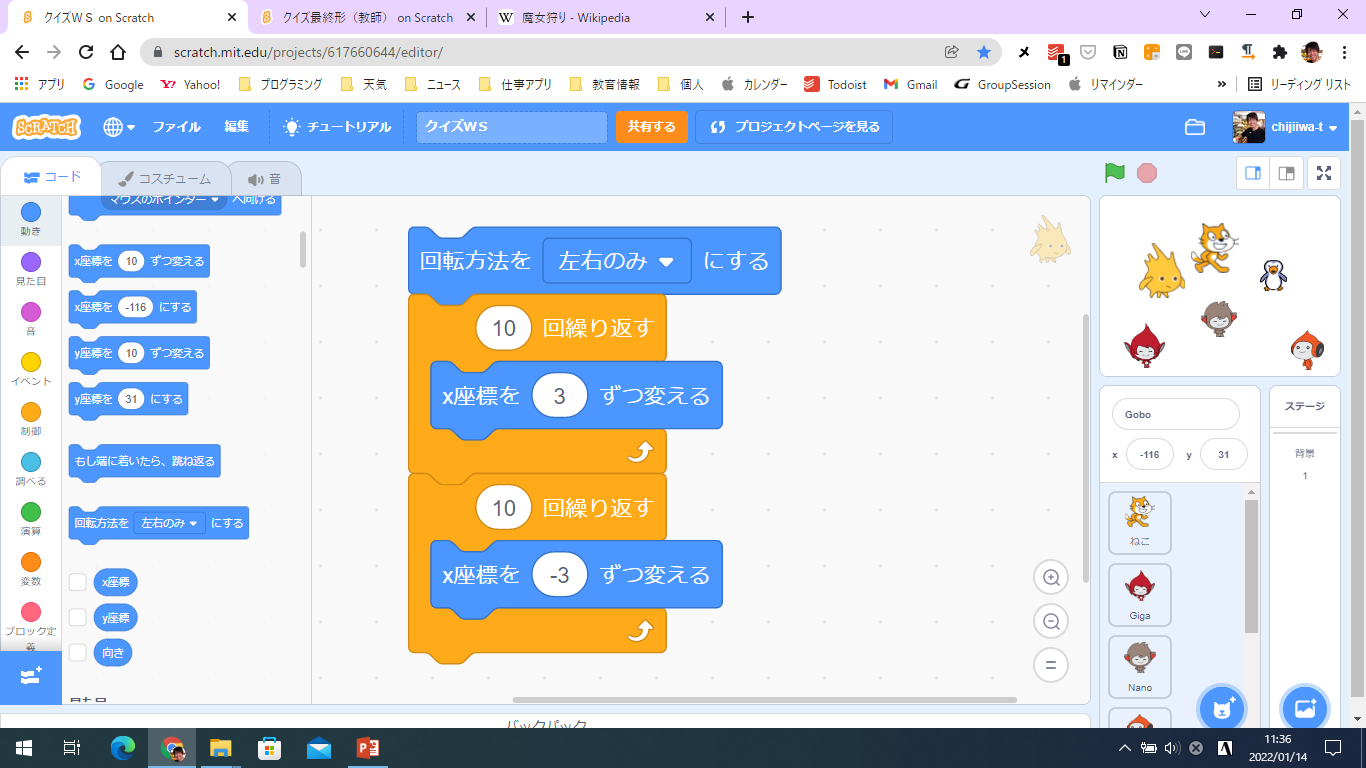 クイズＷＳ on Scratch
クイズ最終形（教師） on Scratch
魔女狩り - Wikipedia
scratch.mit.edu/projects/617660644/editor/
1
アプリ
Google
Yahoo!
プログラミング
天気
ニュース
仕事アプリ
教育情報
個人
カレンダー
Todoist
Gmail
GroupSession
リマインダー
»
リーディング リスト
SCRATCH
ファイル
編集
チュートリアル
クイズＷＳ
共有する
プロジェクトページを見る
chijiiwa-t
コード
コスチューム
音
動き
見た目
音
イベント
制御
調べる
演算
変数
ブロック定義
マウスのポインター へ向ける
x座標を 10 ずつ変える
x座標を -116 にする
y座標を 10 ずつ変える
y座標を 31 にする
もし端に着いたら、跳ね返る
回転方法を 左右のみ にする
x座標
y座標
向き
見た目
回転方法を 左右のみ にする
10 回繰り返す
x座標を 3 ずつ変える
10 回繰り返す
x座標を -3 ずつ変える
バックパック
Gobo
x -116 y 31
ねこ
Giga
Nano
ステージ
背景
1
A
11:36
2022/01/14